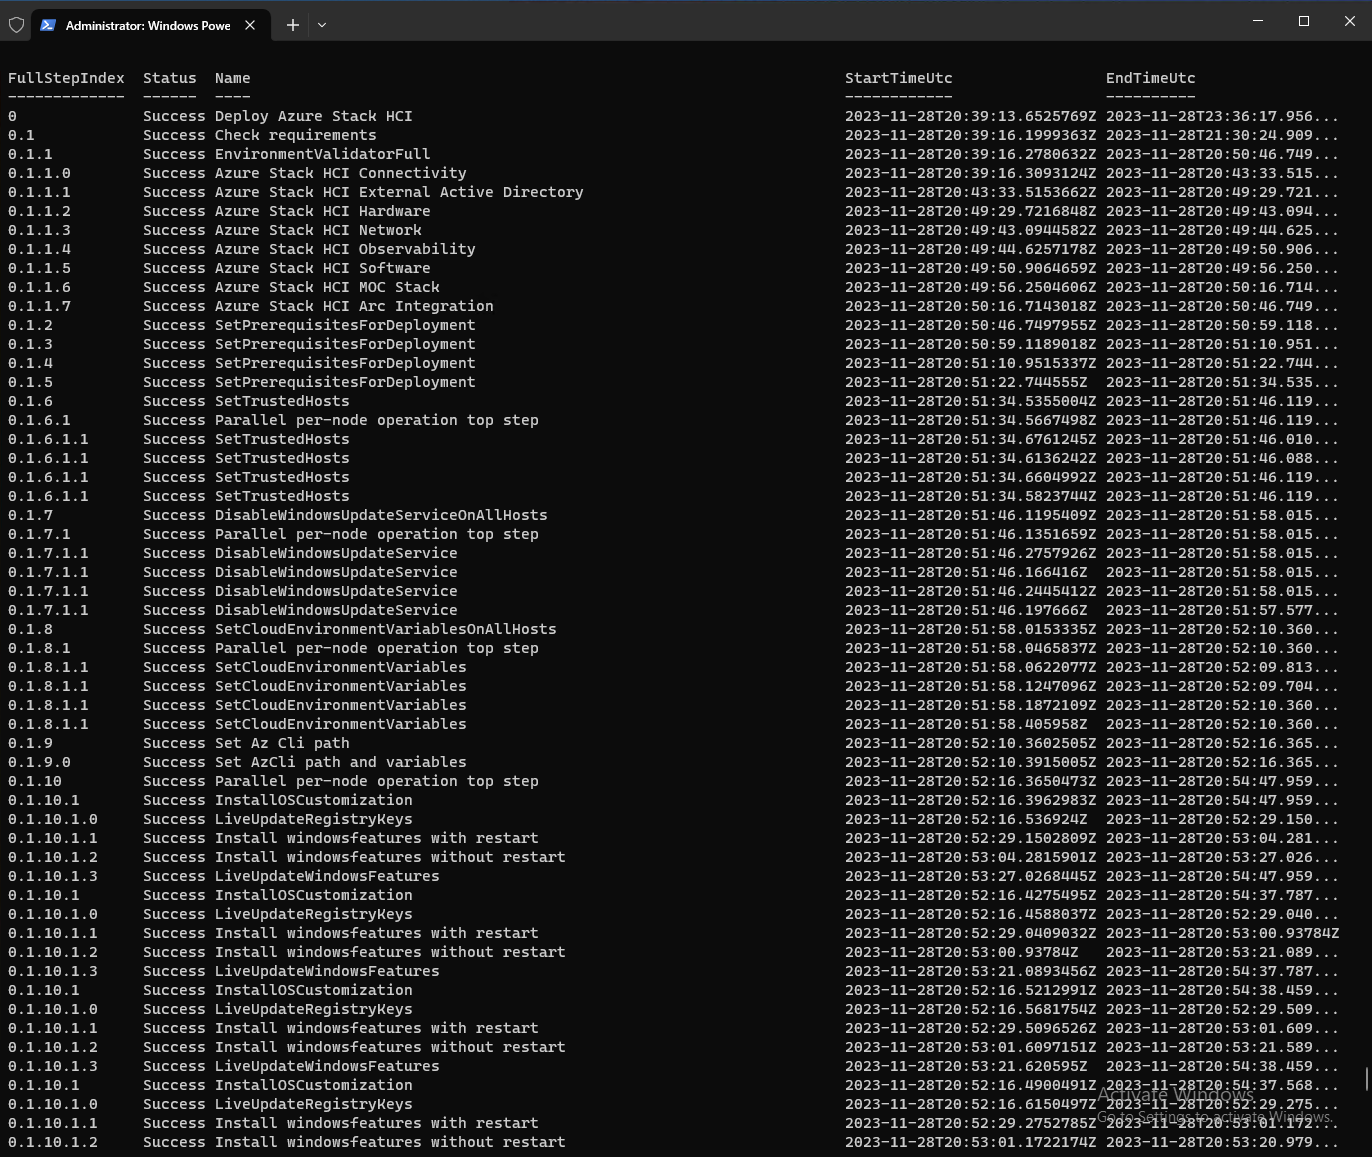 Administrator: Windows Powe
FullStepIndex Status Name StartTimeUtc EndTimeUtc
------------- ------ ---- ------------ ----------
0 Success Deploy Azure Stack HCI 2023-11-28T20:39:13.6525769Z 2023-11-28T23:36:17.956...
0.1 Success Check requirements 2023-11-28T20:39:16.1999363Z 2023-11-28T21:30:24.909...
0.1.1 Success EnvironmentValidatorFull 2023-11-28T20:39:16.2780632Z 2023-11-28T20:50:46.749...
0.1.1.0 Success Azure Stack HCI Connectivity 2023-11-28T20:39:16.3093124Z 2023-11-28T20:43:33.515...
0.1.1.1 Success Azure Stack HCI External Active Directory 2023-11-28T20:43:33.5153662Z 2023-11-28T20:49:29.721...
0.1.1.2 Success Azure Stack HCI Hardware 2023-11-28T20:49:29.7216848Z 2023-11-28T20:49:43.094...
0.1.1.3 Success Azure Stack HCI Network 2023-11-28T20:49:43.0944582Z 2023-11-28T20:49:44.625...
0.1.1.4 Success Azure Stack HCI Observability 2023-11-28T20:49:44.6257178Z 2023-11-28T20:49:50.906...
0.1.1.5 Success Azure Stack HCI Software 2023-11-28T20:49:50.9064659Z 2023-11-28T20:49:56.250...
0.1.1.6 Success Azure Stack HCI MOC Stack 2023-11-28T20:49:56.2504606Z 2023-11-28T20:50:16.714...
0.1.1.7 Success Azure Stack HCI Arc Integration 2023-11-28T20:50:16.7143018Z 2023-11-28T20:50:46.749...
0.1.2 Success SetPrerequisitesForDeployment 2023-11-28T20:50:46.7497955Z 2023-11-28T20:50:59.118...
0.1.3 Success SetPrerequisitesForDeployment 2023-11-28T20:50:59.1189018Z 2023-11-28T20:51:10.951...
0.1.4 Success SetPrerequisitesForDeployment 2023-11-28T20:51:10.9515337Z 2023-11-28T20:51:22.744...
0.1.5 Success SetPrerequisitesForDeployment 2023-11-28T20:51:22.744555Z 2023-11-28T20:51:34.535...
0.1.6 Success SetTrustedHosts 2023-11-28T20:51:34.5355004Z 2023-11-28T20:51:46.119...
0.1.6.1 Success Parallel per-node operation top step 2023-11-28T20:51:34.5667498Z 2023-11-28T20:51:46.119...
0.1.6.1.1 Success SetTrustedHosts 2023-11-28T20:51:34.6761245Z 2023-11-28T20:51:46.010...
0.1.6.1.1 Success SetTrustedHosts 2023-11-28T20:51:34.6136242Z 2023-11-28T20:51:46.088...
0.1.6.1.1 Success SetTrustedHosts 2023-11-28T20:51:34.6604992Z 2023-11-28T20:51:46.119...
0.1.6.1.1 Success SetTrustedHosts 2023-11-28T20:51:34.5823744Z 2023-11-28T20:51:46.119...
0.1.7 Success DisableWindowsUpdateServiceOnAllHosts 2023-11-28T20:51:46.1195409Z 2023-11-28T20:51:58.015...
0.1.7.1 Success Parallel per-node operation top step 2023-11-28T20:51:46.1351659Z 2023-11-28T20:51:58.015...
0.1.7.1.1 Success DisableWindowsUpdateService 2023-11-28T20:51:46.2757926Z 2023-11-28T20:51:58.015...
0.1.7.1.1 Success DisableWindowsUpdateService 2023-11-28T20:51:46.166416Z 2023-11-28T20:51:58.015...
0.1.7.1.1 Success DisableWindowsUpdateService 2023-11-28T20:51:46.2445412Z 2023-11-28T20:51:58.015...
0.1.7.1.1 Success DisableWindowsUpdateService 2023-11-28T20:51:46.197666Z 2023-11-28T20:51:57.577...
0.1.8 Success SetCloudEnvironmentVariablesOnAllHosts 2023-11-28T20:51:58.0153335Z 2023-11-28T20:52:10.360...
0.1.8.1 Success Parallel per-node operation top step 2023-11-28T20:51:58.0465837Z 2023-11-28T20:52:10.360...
0.1.8.1.1 Success SetCloudEnvironmentVariables 2023-11-28T20:51:58.0622077Z 2023-11-28T20:52:09.813...
0.1.8.1.1 Success SetCloudEnvironmentVariables 2023-11-28T20:51:58.1247096Z 2023-11-28T20:52:09.704...
0.1.8.1.1 Success SetCloudEnvironmentVariables 2023-11-28T20:51:58.1872109Z 2023-11-28T20:52:10.360...
0.1.8.1.1 Success SetCloudEnvironmentVariables 2023-11-28T20:51:58.405958Z 2023-11-28T20:52:10.360...
0.1.9 Success Set Az Cli path 2023-11-28T20:52:10.3602505Z 2023-11-28T20:52:16.365...
0.1.9.0 Success Set AzCli path and variables 2023-11-28T20:52:10.3915005Z 2023-11-28T20:52:16.365...
0.1.10 Success Parallel per-node operation top step 2023-11-28T20:52:16.3650473Z 2023-11-28T20:54:47.959...
0.1.10.1 Success InstallOSCustomization 2023-11-28T20:52:16.3962983Z 2023-11-28T20:54:47.959...
0.1.10.1.0 Success LiveUpdateRegistryKeys 2023-11-28T20:52:16.536924Z 2023-11-28T20:52:29.150...
0.1.10.1.1 Success Install windowsfeatures with restart 2023-11-28T20:52:29.1502809Z 2023-11-28T20:53:04.281...
0.1.10.1.2 Success Install windowsfeatures without restart 2023-11-28T20:53:04.2815901Z 2023-11-28T20:53:27.026...
0.1.10.1.3 Success LiveUpdateWindowsFeatures 2023-11-28T20:53:27.0268445Z 2023-11-28T20:54:47.959...
0.1.10.1 Success InstallOSCustomization 2023-11-28T20:52:16.4275495Z 2023-11-28T20:54:37.787...
0.1.10.1.0 Success LiveUpdateRegistryKeys 2023-11-28T20:52:16.4588037Z 2023-11-28T20:52:29.040...
0.1.10.1.1 Success Install windowsfeatures with restart 2023-11-28T20:52:29.0409032Z 2023-11-28T20:53:00.93784Z
0.1.10.1.2 Success Install windowsfeatures without restart 2023-11-28T20:53:00.93784Z 2023-11-28T20:53:21.089...
0.1.10.1.3 Success LiveUpdateWindowsFeatures 2023-11-28T20:53:21.0893456Z 2023-11-28T20:54:37.787...
0.1.10.1 Success InstallOSCustomization 2023-11-28T20:52:16.5212991Z 2023-11-28T20:54:38.459...
0.1.10.1.0 Success LiveUpdateRegistryKeys 2023-11-28T20:52:16.5681754Z 2023-11-28T20:52:29.509...
0.1.10.1.1 Success Install windowsfeatures with restart 2023-11-28T20:52:29.5096526Z 2023-11-28T20:53:01.609...
0.1.10.1.2 Success Install windowsfeatures without restart 2023-11-28T20:53:01.6097151Z 2023-11-28T20:53:21.589...
0.1.10.1.3 Success LiveUpdateWindowsFeatures 2023-11-28T20:53:21.620595Z 2023-11-28T20:54:38.459...
0.1.10.1 Success InstallOSCustomization 2023-11-28T20:52:16.4900491Z 2023-11-28T20:54:37.568...
Activate Windows
0.1.10.1.0 Success LiveUpdateRegistryKeys 2023-11-28T20:52:16.6150497Z 2023-11-28T20:52:29.275...
Go to Settings to activate Windows.
0.1.10.1.1 Success Install windowsfeatures with restart 2023-11-28T20:52:29.2752785Z 2023-11-28T20:53:01.172...
0.1.10.1.2 Success Install windowsfeatures without restart 2023-11-28T20:53:01.1722174Z 2023-11-28T20:53:20.979...